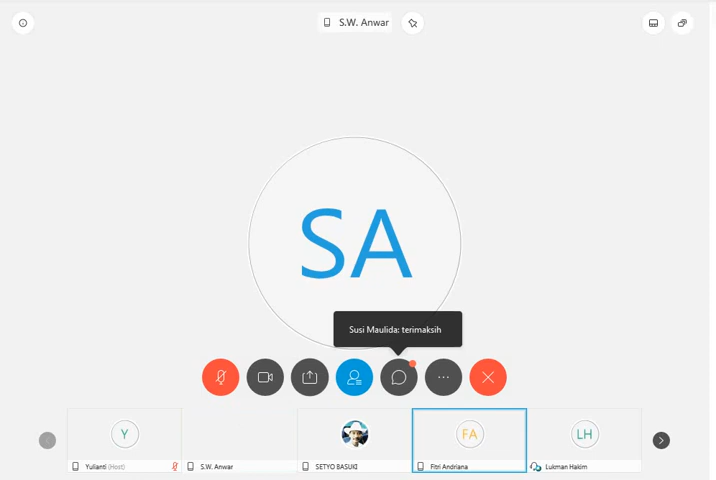 S.W. Anwar
SA
Susi Maulida: terimaksih
Y
FA
LH
Yulianti (Host)
S.W. Anwar
SETYO BASUKI
Fitri Andriana
Lukman Hakim